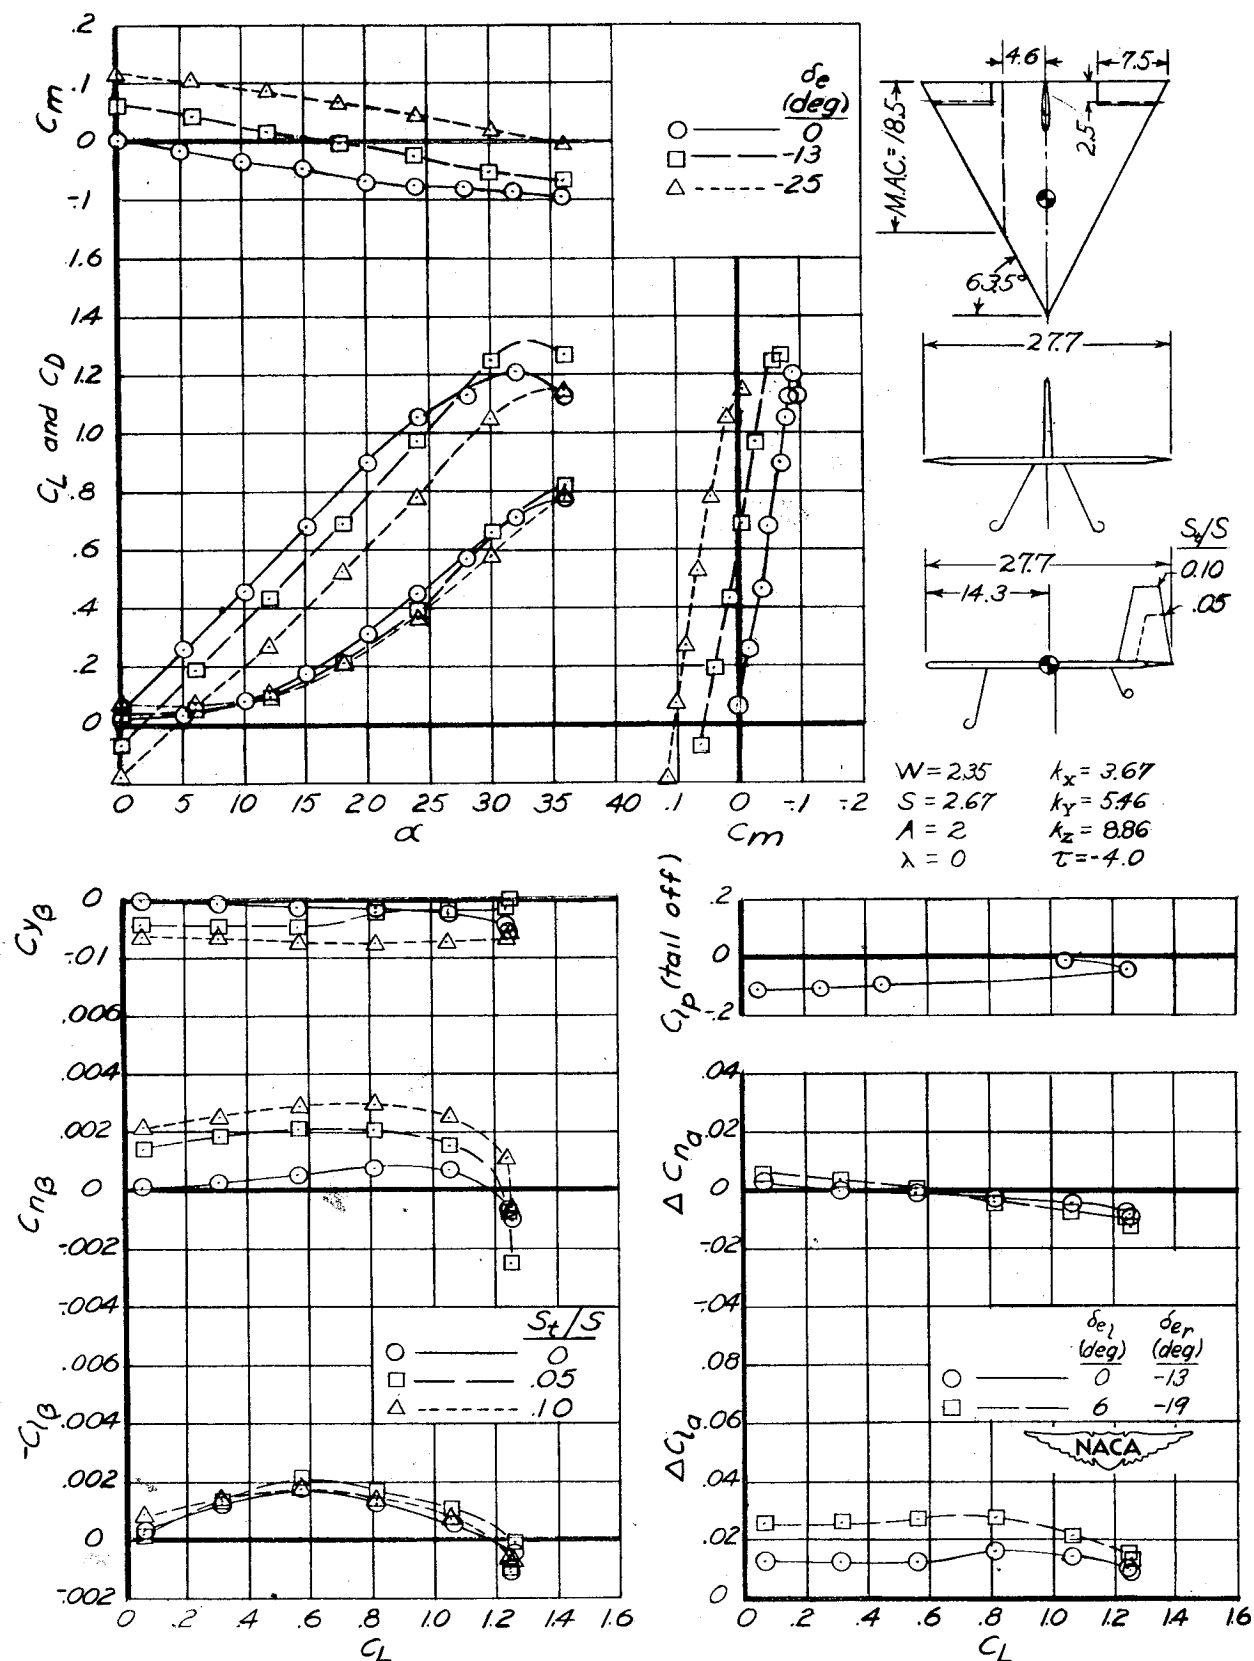 .2
.1
0
-.1
Cm
δe
(deg)
0
-13
-25
1.6
1.4
1.2
1.0
.8
.6
.4
.2
0
CL and CD
0 5 10 15 20 25 30 35 40
α
.1 0 -.1 -.2
Cm
4.6
7.5
M.A.C.=18.5
2.5
63.5°
27.7
27.7
14.3
St/S
0.10
.05
W = 2.35
kX = 3.67
S = 2.67
kY = 5.46
A = 2
kZ = 8.86
λ = 0
τ = -4.0
0
-.01
CYβ
.006
.004
.002
0
-.002
-.004
Cnβ
St/S
0
.05
.10
.006
.004
.002
0
-.002
-Clβ
0 .2 .4 .6 .8 1.0 1.2 1.4 1.6
CL
.2
0
-.2
Clp (tail off)
.04
.02
0
-.02
-.04
Δ Cna
δel
(deg)
δer
(deg)
0 -13
6 -19
NACA
.08
.06
.04
.02
0
Δ Cla
0 .2 .4 .6 .8 1.0 1.2 1.4 1.6
CL